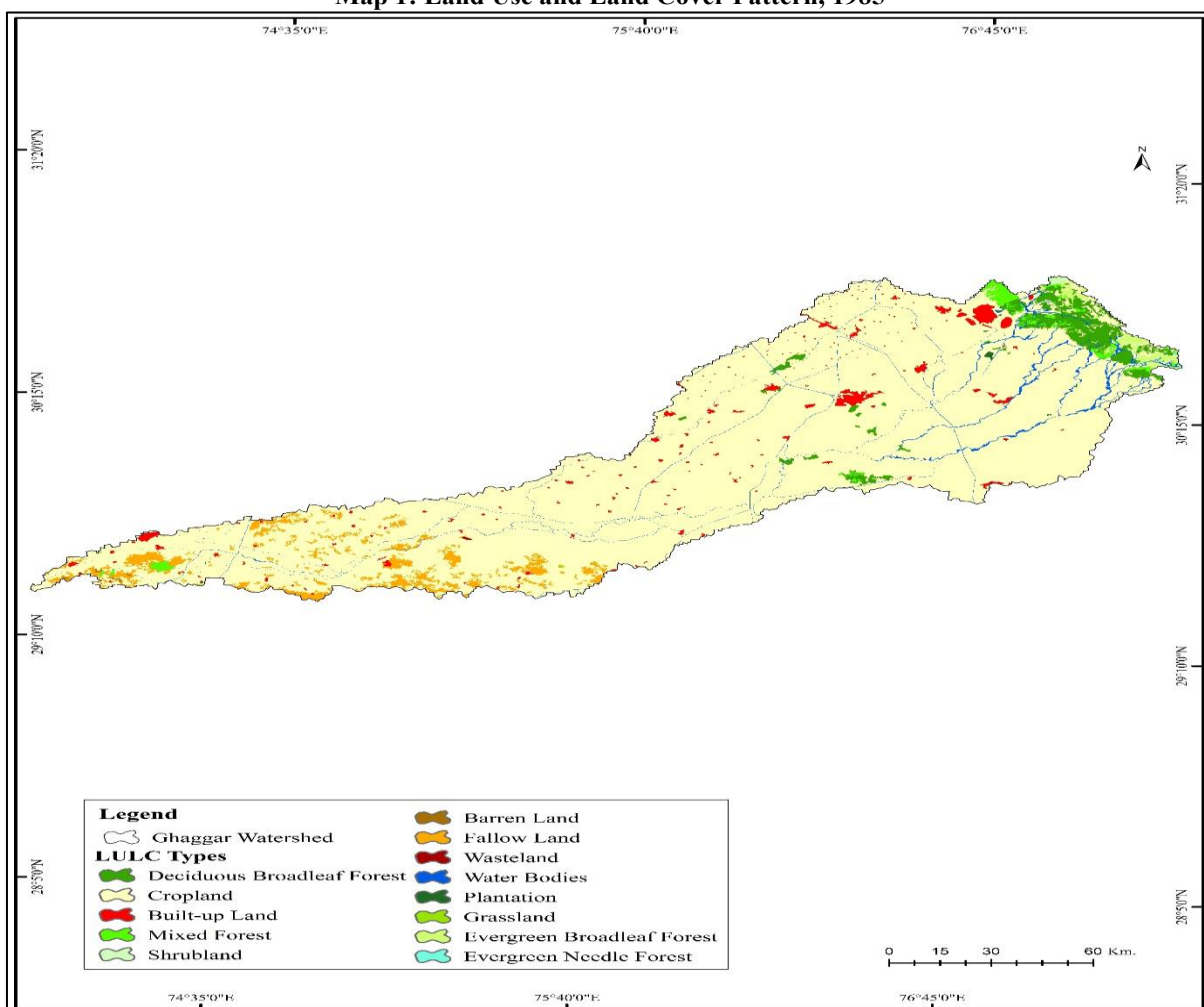 Map 1: Land Use and Land Cover Pattern, 1985
74°35'0"E 75°40'0"E 76°45'0"E
N
31°20'0"N 31°20'0"N
30°15'0"N 30°15'0"N
29°10'0"N 29°10'0"N
28°5'0"N 28°5'0"N
Legend
Ghaggar Watershed
LULC Types
Deciduous Broadleaf Forest
Cropland
Built-up Land
Mixed Forest
Shrubland
Barren Land
Fallow Land
Wasteland
Water Bodies
Plantation
Grassland
Evergreen Broadleaf Forest
Evergreen Needle Forest
0 15 30 60 Km.
74°35'0"E 75°40'0"E 76°45'0"E